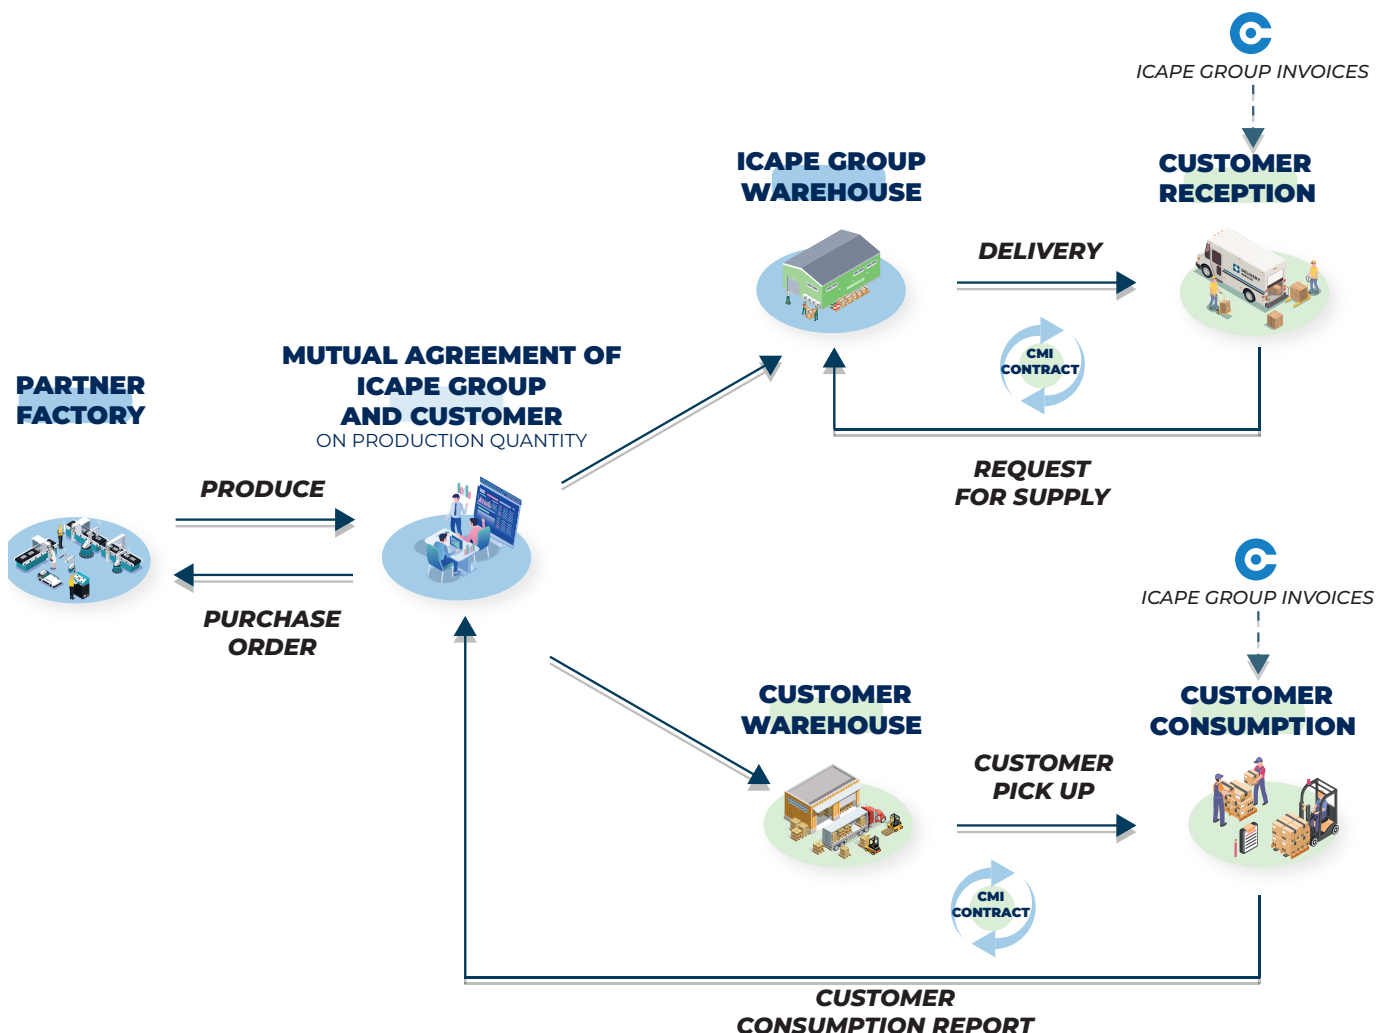 ICAPE GROUP INVOICES
ICAPE GROUP
WAREHOUSE
CUSTOMER
RECEPTION
DELIVERY
CMI
CONTRACT
REQUEST
FOR SUPPLY
PARTNER
FACTORY
MUTUAL AGREEMENT OF
ICAPE GROUP
AND CUSTOMER
ON PRODUCTION QUANTITY
PRODUCE
PURCHASE
ORDER
ICAPE GROUP INVOICES
CUSTOMER
WAREHOUSE
CUSTOMER
CONSUMPTION
CUSTOMER
PICK UP
CMI
CONTRACT
CUSTOMER
CONSUMPTION REPORT
DELIVERY